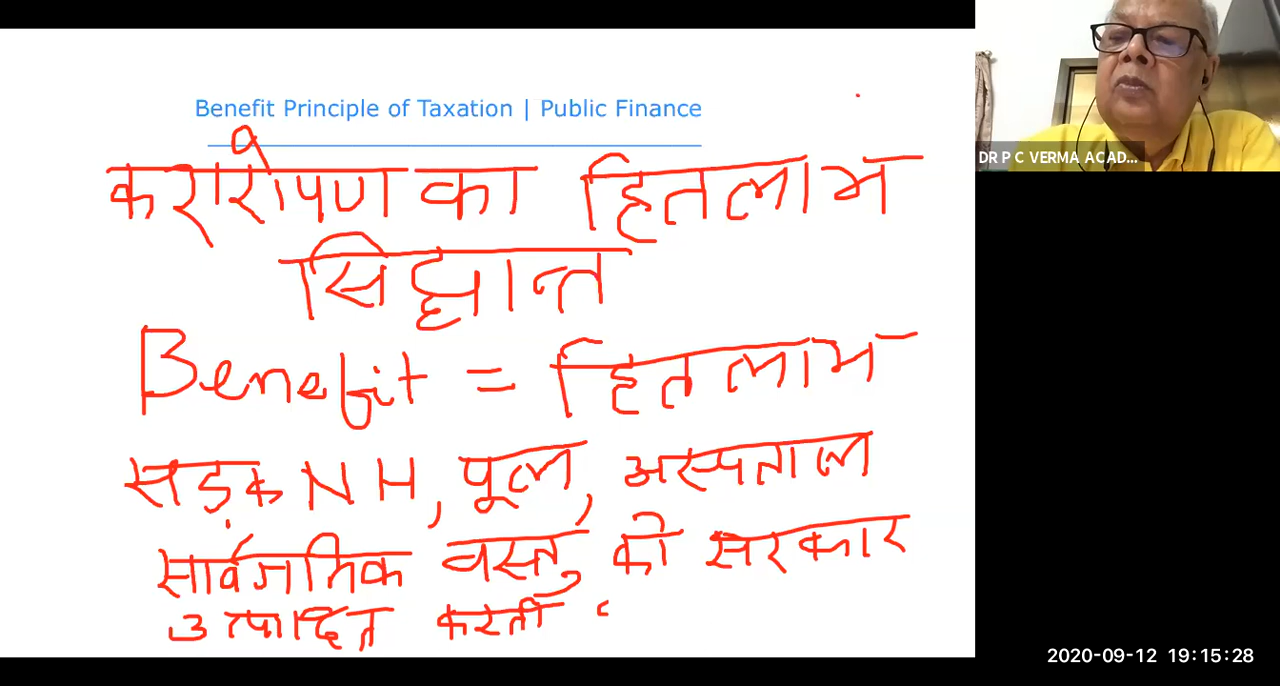 Benefit Principle of Taxation | Public Finance
करारोपण का हितलाभ
सिद्धान्त
Benefit = हितलाभ
सड़क NH, पूल, अस्पताल
सार्वजनिक वस्तु को सरकार
उत्पादित करती
DR P C VERMA ACAD...
2020-09-12 19:15:28